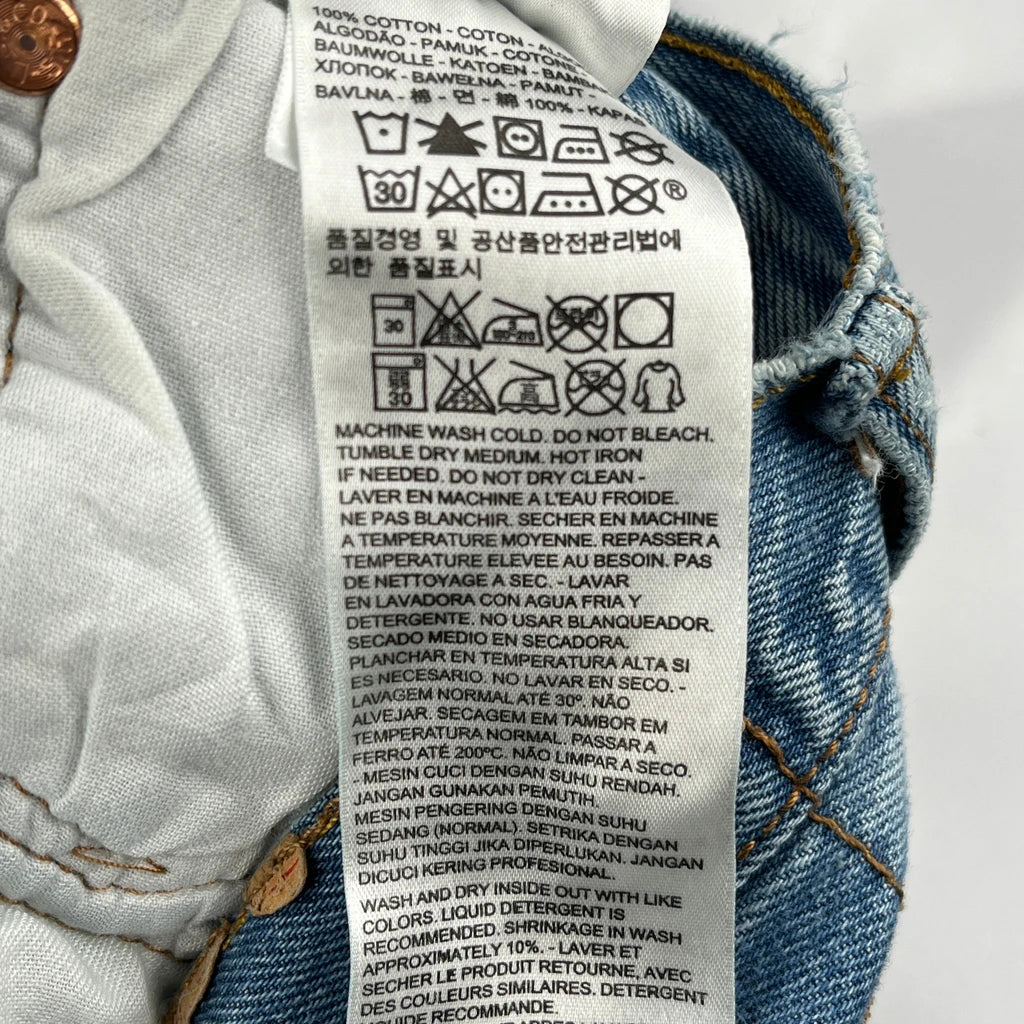 100% COTTON - COTON -
ALGODÃO - PAMUK -
BAUMWOLLE - KATOEN -
ХЛОПОК - BAWEŁNA - PAMUT -
BAVLNA - 棉 - 면 - 綿 100% -
30 ®
품질경영 및 공산품안전관리법에
의한 품질표시
30
30
MACHINE WASH COLD. DO NOT BLEACH.
TUMBLE DRY MEDIUM. HOT IRON
IF NEEDED. DO NOT DRY CLEAN -
LAVER EN MACHINE A L'EAU FROIDE.
NE PAS BLANCHIR. SECHER EN MACHINE
A TEMPERATURE MOYENNE. REPASSER A
TEMPERATURE ELEVEE AU BESOIN. PAS
DE NETTOYAGE A SEC. - LAVAR
EN LAVADORA CON AGUA FRIA Y
DETERGENTE. NO USAR BLANQUEADOR.
SECADO MEDIO EN SECADORA.
PLANCHAR EN TEMPERATURA ALTA SI
ES NECESARIO. NO LAVAR EN SECO. -
LAVAGEM NORMAL ATÉ 30º. NÃO
ALVEJAR. SECAGEM EM TAMBOR EM
TEMPERATURA NORMAL. PASSAR A
FERRO ATÉ 200ºC. NÃO LIMPAR A SECO.
- MESIN CUCI DENGAN SUHU RENDAH.
JANGAN GUNAKAN PEMUTIH.
MESIN PENGERING DENGAN SUHU
SEDANG (NORMAL). SETRIKA DENGAN
SUHU TINGGI JIKA DIPERLUKAN. JANGAN
DICUCI KERING PROFESIONAL.
WASH AND DRY INSIDE OUT WITH LIKE
COLORS. LIQUID DETERGENT IS
RECOMMENDED. SHRINKAGE IN WASH
APPROXIMATELY 10%. - LAVER ET
SECHER LE PRODUIT RETOURNE, AVEC
DES COULEURS SIMILAIRES. DETERGENT
LIQUIDE RECOMMANDE.